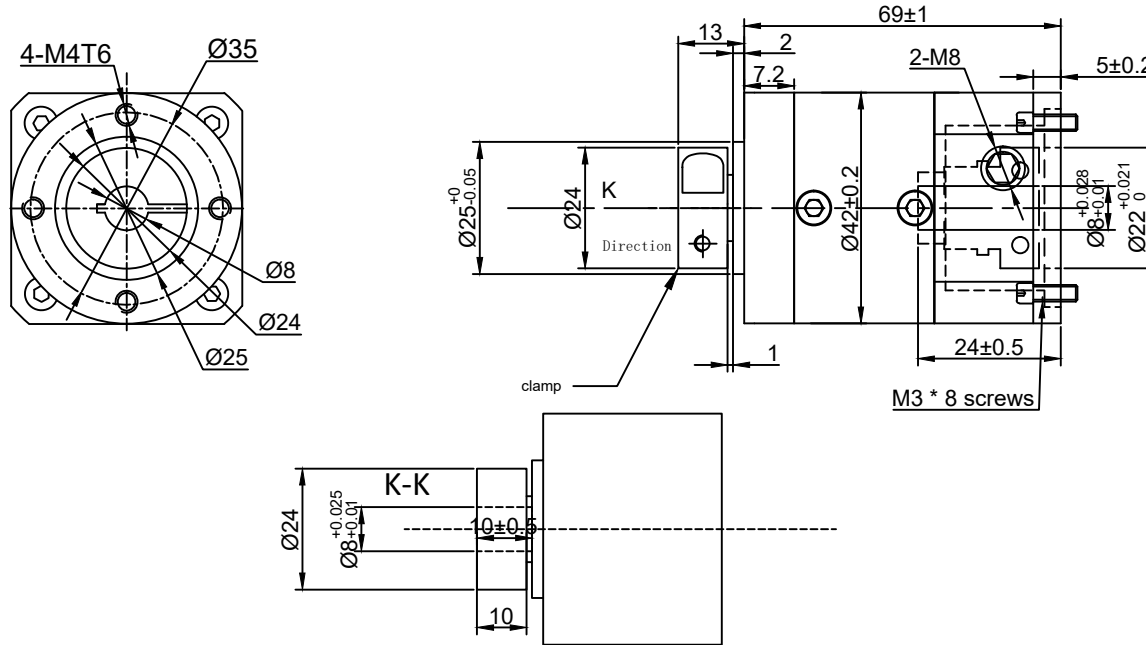 4-M4T6
Ø35
Ø8
Ø24
Ø25
69±1
13
2
7.2
2-M8
5±0.2
Ø25 +0 -0.05
Ø24
K
Direction
Ø42±0.2
Ø8 +0.028 +0.01
Ø22 +0.021 0
1
24±0.5
clamp
M3 * 8 screws
K-K
Ø24
Ø8 +0.025 +0.01
10±0.5
10